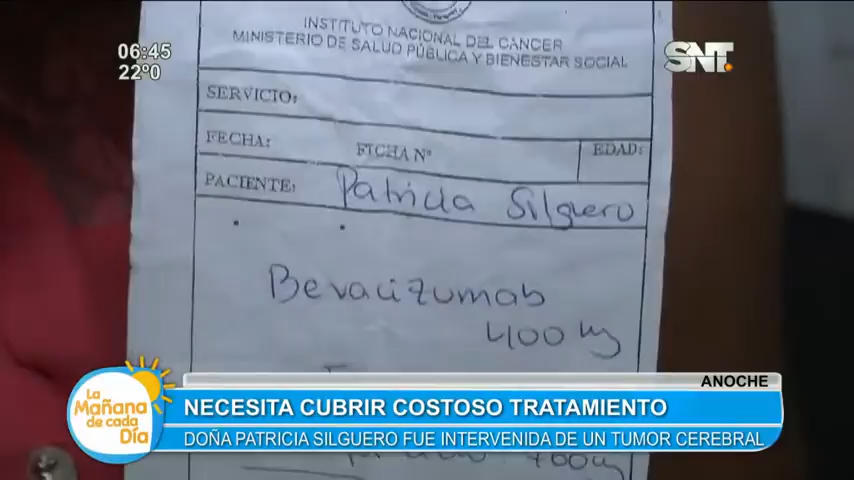 INSTITUTO NACIONAL DEL CANCER
MINISTERIO DE SALUD PÚBLICA Y BIENESTAR SOCIAL
06:45
22º0
SNT
SERVICIO:
FECHA:
FICHA Nº
EDAD:
PACIENTE: Patricia Silguero
Bevacizumab
400
ANOCHE
La Mañana de cada Día
NECESITA CUBRIR COSTOSO TRATAMIENTO
DOÑA PATRICIA SILGUERO FUE INTERVENIDA DE UN TUMOR CEREBRAL